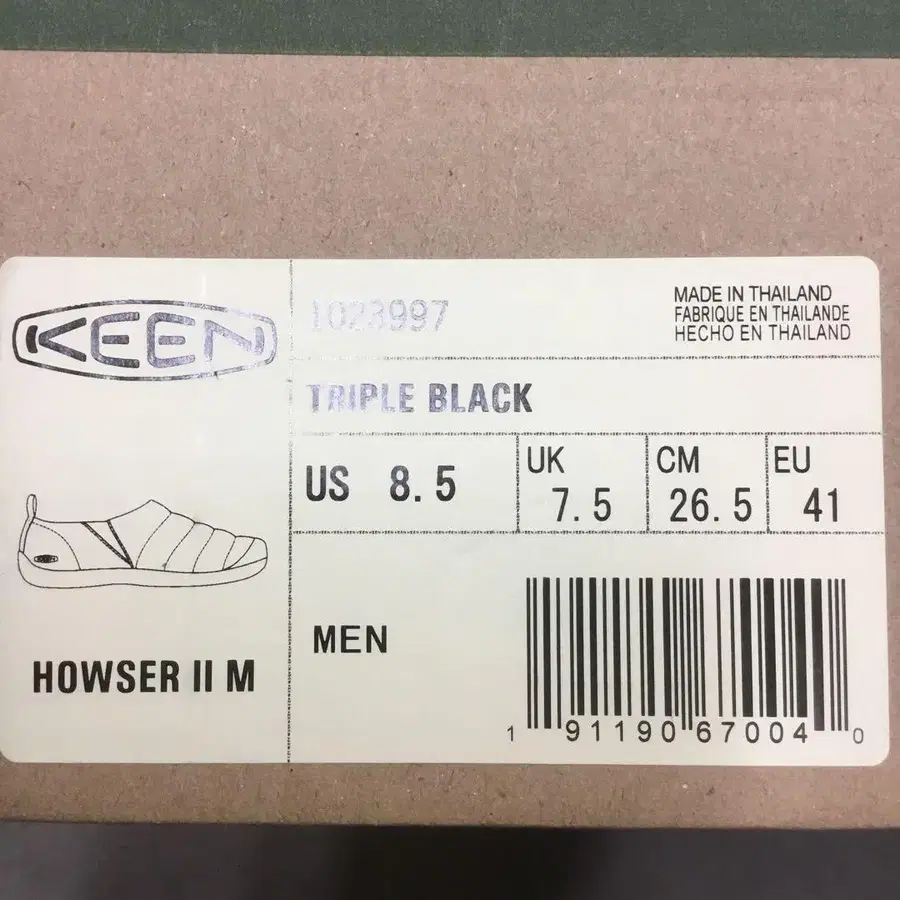 KEEN
1023997
MADE IN THAILAND
FABRIQUE EN THAILANDE
HECHO EN THAILAND
TRIPLE BLACK
US 8.5
UK 7.5
CM 26.5
EU 41
HOWSER II M
MEN
1 91190 67004 0